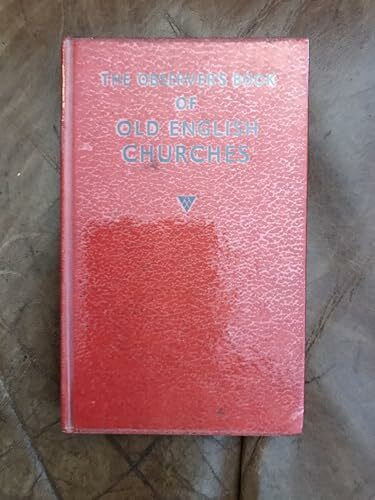 THE OBSERVER'S BOOK
OF
OLD ENGLISH
CHURCHES